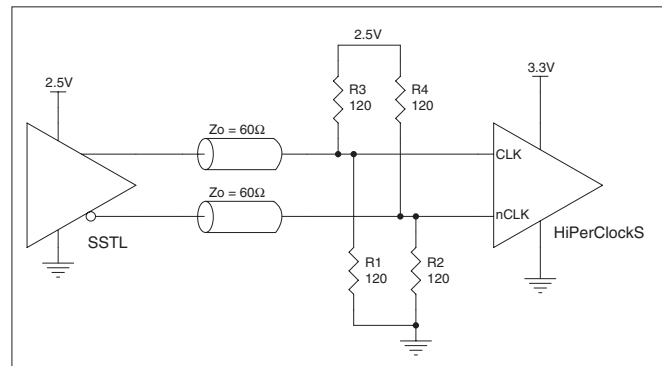 2.5V
2.5V
3.3V
R3
120
R4
120
Zo = 60Ω
CLK
Zo = 60Ω
nCLK
SSTL
HiPerClockS
R1
120
R2
120